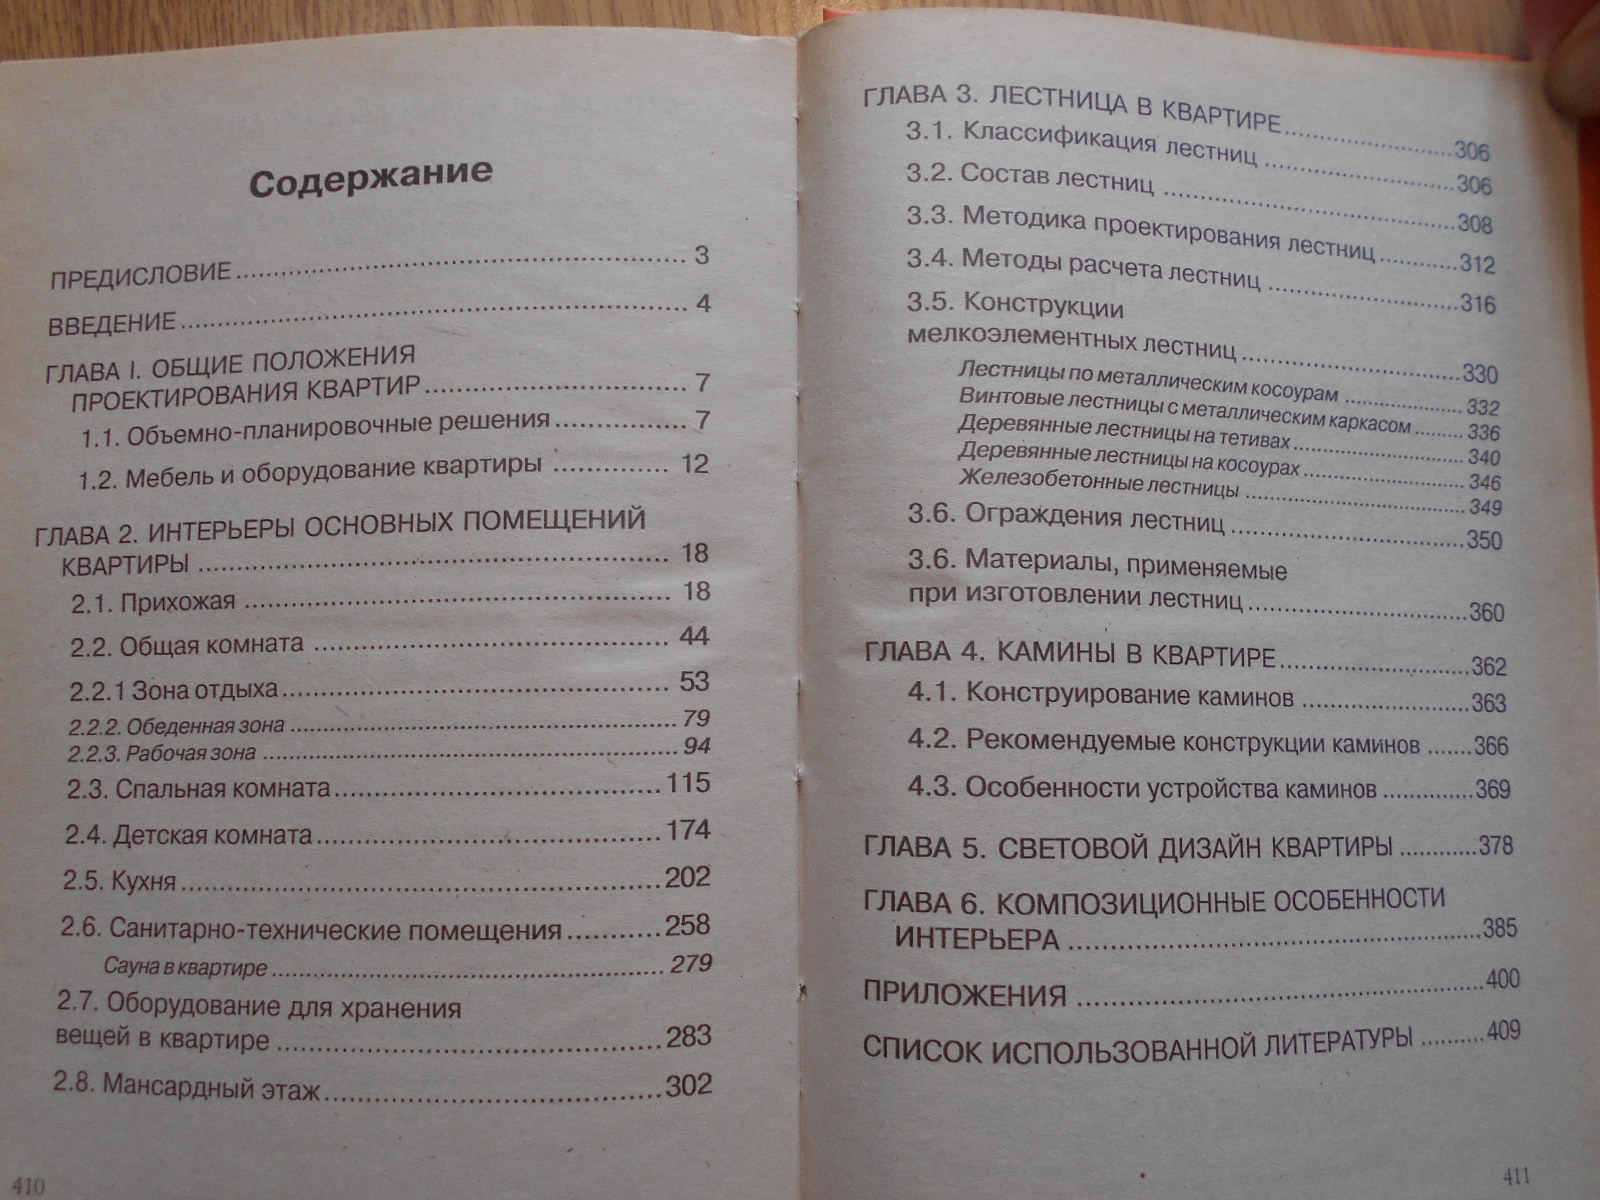 Содержание
ПРЕДИСЛОВИЕ ........ 3
ВВЕДЕНИЕ ........ 4
ГЛАВА I. ОБЩИЕ ПОЛОЖЕНИЯ
ПРОЕКТИРОВАНИЯ КВАРТИР ........ 7
1.1. Объемно-планировочные решения ........ 7
1.2. Мебель и оборудование квартиры ........ 12
ГЛАВА 2. ИНТЕРЬЕРЫ ОСНОВНЫХ ПОМЕЩЕНИЙ
КВАРТИРЫ ........ 18
2.1. Прихожая ........ 18
2.2. Общая комната ........ 44
2.2.1 Зона отдыха ........ 53
2.2.2. Обеденная зона ........ 79
2.2.3. Рабочая зона ........ 94
2.3. Спальная комната ........ 115
2.4. Детская комната ........ 174
2.5. Кухня ........ 202
2.6. Санитарно-технические помещения ........ 258
Сауна в квартире ........ 279
2.7. Оборудование для хранения
вещей в квартире ........ 283
2.8. Мансардный этаж ........ 302
410
ГЛАВА 3. ЛЕСТНИЦА В КВАРТИРЕ ........ 306
3.1. Классификация лестниц ........ 306
3.2. Состав лестниц ........ 308
3.3. Методика проектирования лестниц ........ 312
3.4. Методы расчета лестниц ........ 316
3.5. Конструкции
мелкоэлементных лестниц ........ 330
Лестницы по металлическим косоурам ........ 332
Винтовые лестницы с металлическим каркасом ........ 336
Деревянные лестницы на тетивах ........ 340
Деревянные лестницы на косоурах ........ 346
Железобетонные лестницы ........ 349
3.6. Ограждения лестниц ........ 350
3.6. Материалы, применяемые
при изготовлении лестниц ........ 360
ГЛАВА 4. КАМИНЫ В КВАРТИРЕ ........ 362
4.1. Конструирование каминов ........ 363
4.2. Рекомендуемые конструкции каминов ........ 366
4.3. Особенности устройства каминов ........ 369
ГЛАВА 5. СВЕТОВОЙ ДИЗАЙН КВАРТИРЫ ........ 378
ГЛАВА 6. КОМПОЗИЦИОННЫЕ ОСОБЕННОСТИ
ИНТЕРЬЕРА ........ 385
ПРИЛОЖЕНИЯ ........ 400
СПИСОК ИСПОЛЬЗОВАННОЙ ЛИТЕРАТУРЫ ........ 409
411